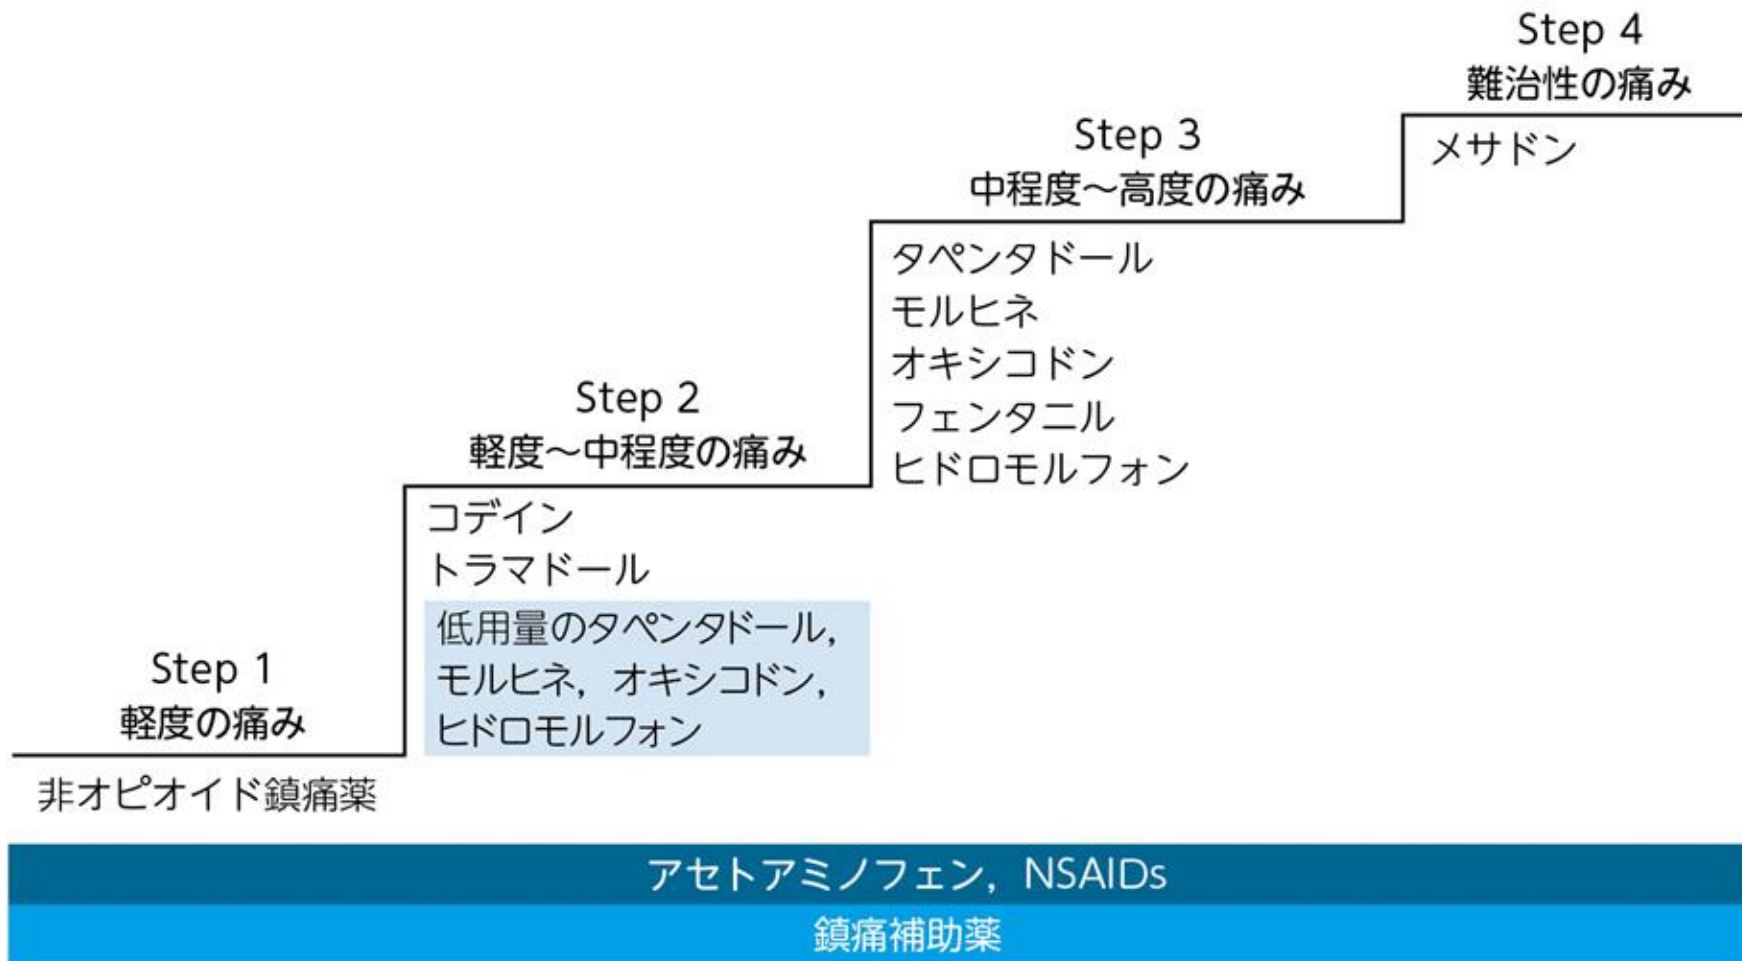 Step 1
軽度の痛み
非オピオイド鎮痛薬
Step 2
軽度～中程度の痛み
コデイン
トラマドール
低用量のタペンタドール,
モルヒネ, オキシコドン,
ヒドロモルフォン
Step 3
中程度～高度の痛み
タペンタドール
モルヒネ
オキシコドン
フェンタニル
ヒドロモルフォン
Step 4
難治性の痛み
メサドン
アセトアミノフェン, NSAIDs
鎮痛補助薬